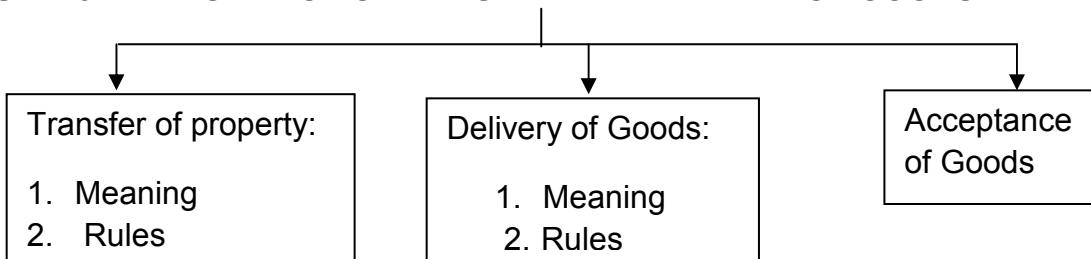 Transfer of property:
1. Meaning
2. Rules
Delivery of Goods:
1. Meaning
2. Rules
Acceptance
of Goods